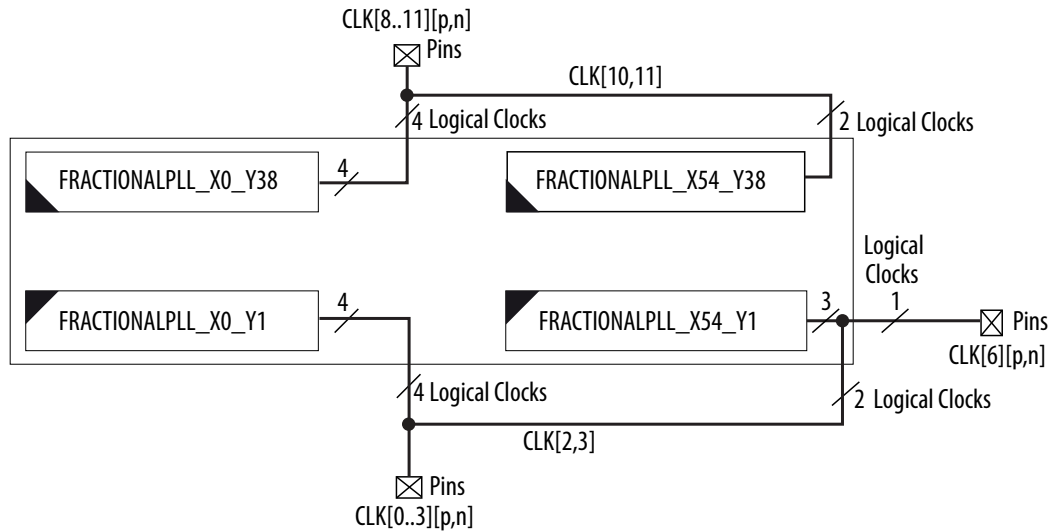 CLK[8..11][p,n]
Pins
CLK[10,11]
4 Logical Clocks
2 Logical Clocks
FRACTIONALPLL_X0_Y38
4
FRACTIONALPLL_X54_Y38
Logical
Clocks
FRACTIONALPLL_X0_Y1
4
FRACTIONALPLL_X54_Y1
3
1
Pins
CLK[6][p,n]
4 Logical Clocks
2 Logical Clocks
CLK[2,3]
Pins
CLK[0..3][p,n]